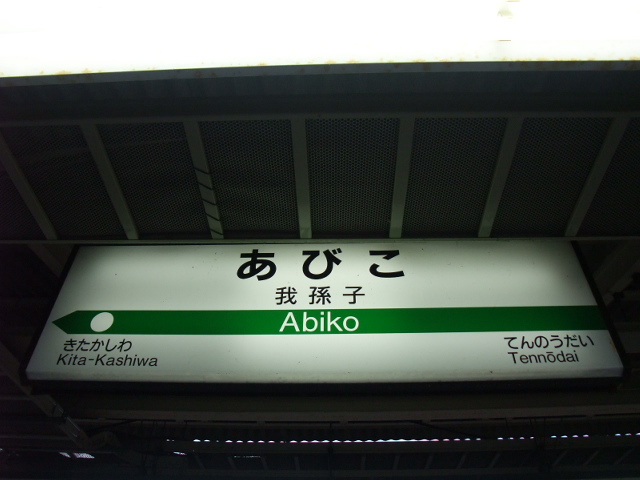 あびこ
我孫子
Abiko
きたかしわ
Kita-Kashiwa
てんのうだい
Tennōdai